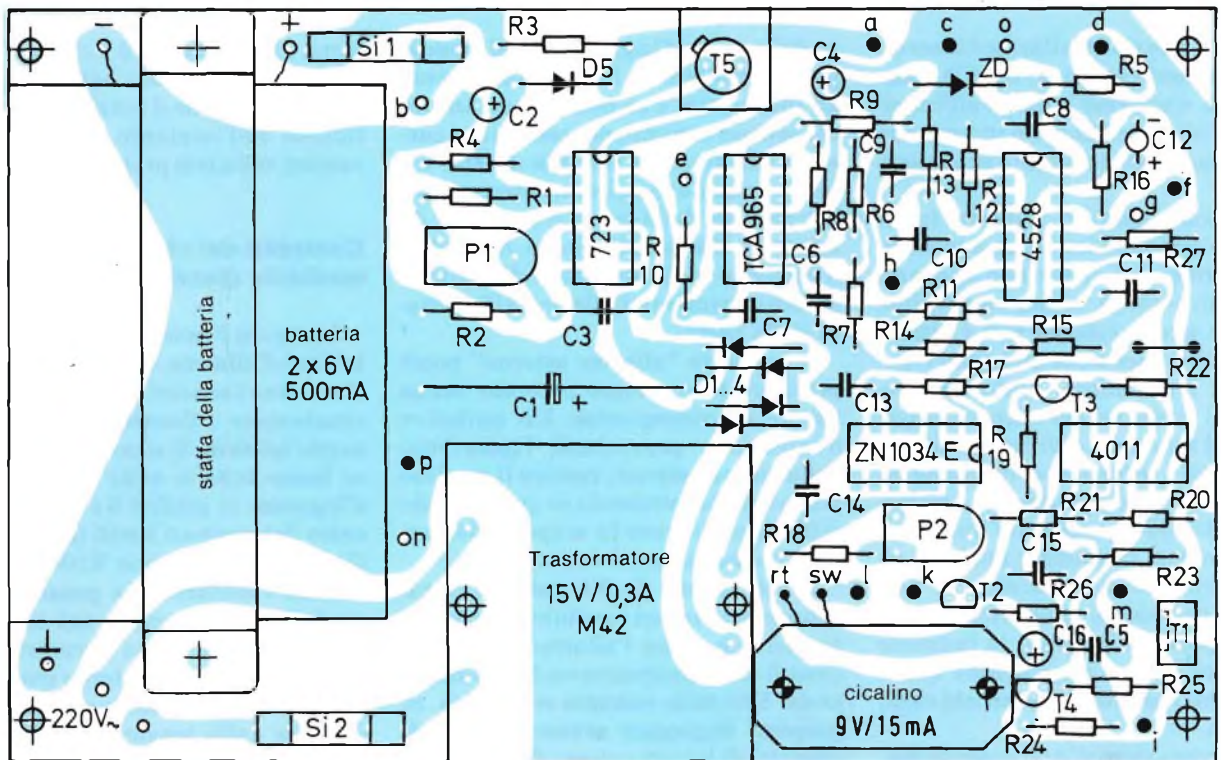 -
+
Si 1
R3
D5
T5
a
c
o
d
C4
ZD
R5
b
C2
R9
C8
C9
C12
-
+
R4
R1
723
e
TCA965
R8
R6
R 13
R 12
4528
R16
f
g
P1
R 10
C6
C10
C11
R27
h
R2
C3
C7
R7
R14
R11
R15
R22
batteria
2 x 6V
500mA
staffa della batteria
C1
+
D1...4
C13
R17
T3
ZN1034 E
R 19
4011
p
n
C14
R18
P2
R21
R20
C15
R23
Trasformatore
15V / 0,3A
M42
rt
sw
l
k
T2
R26
m
T1
C16
C5
cicalino
9V/15mA
T4
R25
R24
i
220V~
Si 2